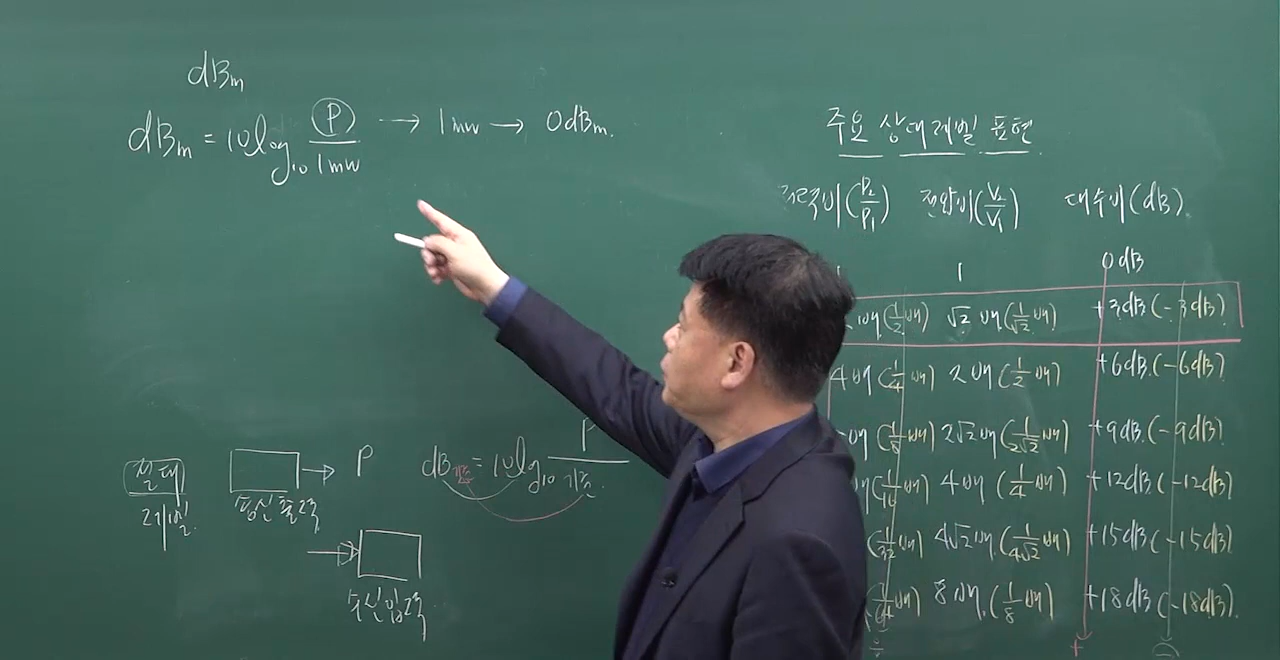 dBm
dBm = 10log10 P/1mw → 1mw → 0dBm.
주요 상대레벨 표현
전력비(P2/P1) 전압비(V2/V1) 대수비(dB).
1 1 0dB
2배(1/2배) √2배(1/√2배) +3dB(-3dB).
4배(1/4배) 2배(1/2배) +6dB.(-6dB)
배(1/8배) 2√2배(1/2√2배) +9dB.(-9dB)
배(1/16배) 4배(1/4배) +12dB(-12dB)
(1/32배) 4√2배(1/4√2배) +15dB(-15dB)
(1/64배) 8배.(1/8배) +18dB(-18dB).
÷ + (-)
절대레벨.
송신출력 → P
dB기준 = 10log10 P/기준
수신입력